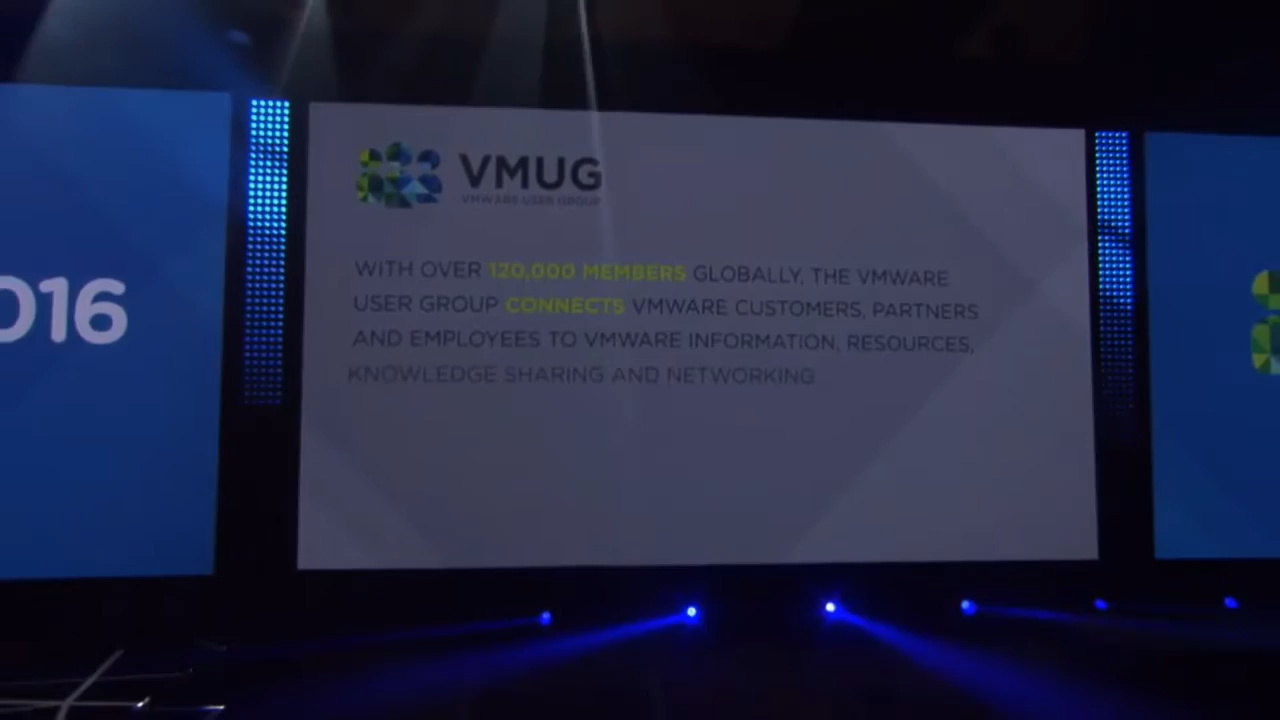 016
VMUG
VMWARE USER GROUP
WITH OVER 120,000 MEMBERS GLOBALLY, THE VMWARE
USER GROUP CONNECTS VMWARE CUSTOMERS, PARTNERS
AND EMPLOYEES TO VMWARE INFORMATION, RESOURCES,
KNOWLEDGE SHARING AND NETWORKING